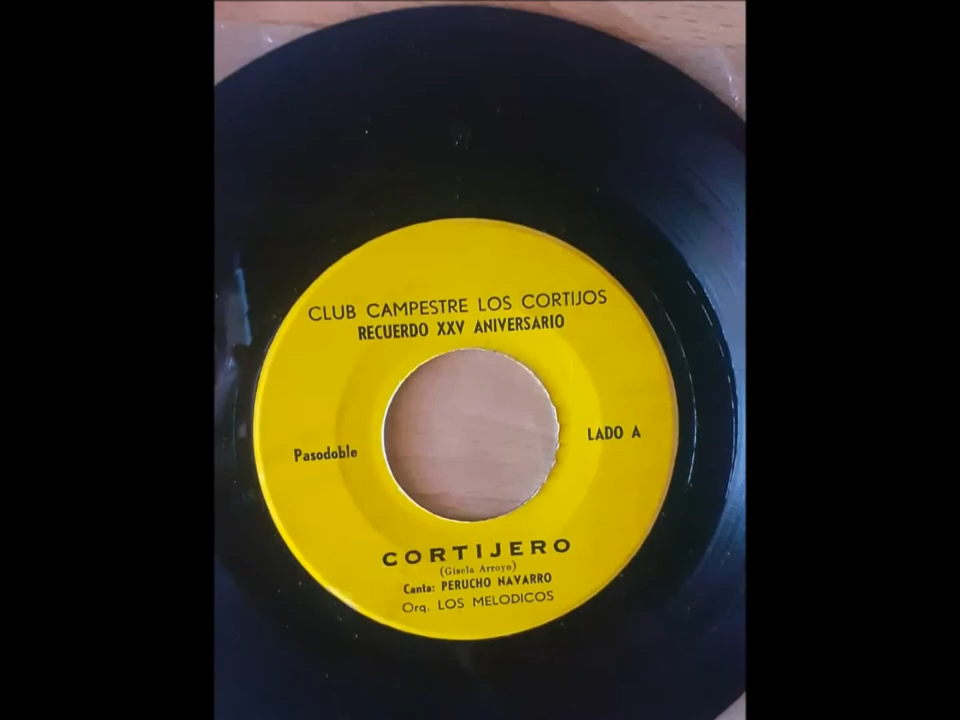 CLUB CAMPESTRE LOS CORTIJOS
RECUERDO XXV ANIVERSARIO
Pasodoble
LADO A
CORTIJERO
(Gisela Arroyo)
Canta: PERUCHO NAVARRO
Orq. LOS MELODICOS